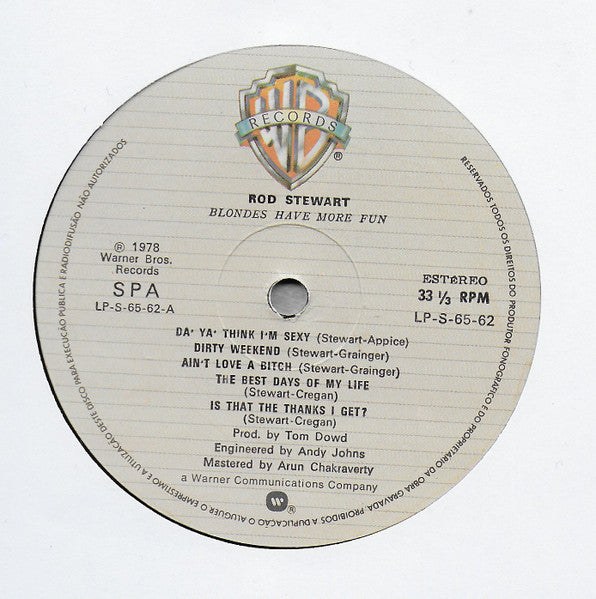 RECORDS
®
ROD STEWART
BLONDES HAVE MORE FUN
℗ 1978
Warner Bros.
Records
SPA
LP-S-65-62-A
ESTéREO
33 ⅓ RPM
LP-S-65-62
DA' YA' THINK I'M SEXY (Stewart-Appice)
DIRTY WEEKEND (Stewart-Grainger)
AIN'T LOVE A BITCH (Stewart-Grainger)
THE BEST DAYS OF MY LIFE
(Stewart-Cregan)
IS THAT THE THANKS I GET?
(Stewart-Cregan)
Prod. by Tom Dowd
Engineered by Andy Johns
Mastered by Arun Chakraverty
a Warner Communications Company
®
RESERVADOS TODOS OS DIREITOS DO PRODUTOR FONOGRÁFICO E DO PROPRIETÁRIO DA OBRA GRAVADA. PROIBIDOS A DUPLICAÇÃO O ALUGUER O EMPRESTIMO E A UTILIZAÇÃO DESTE DISCO PARA EXECUÇÃO PÚBLICA E RADIODIFUSÃO NÃO AUTORIZADOS